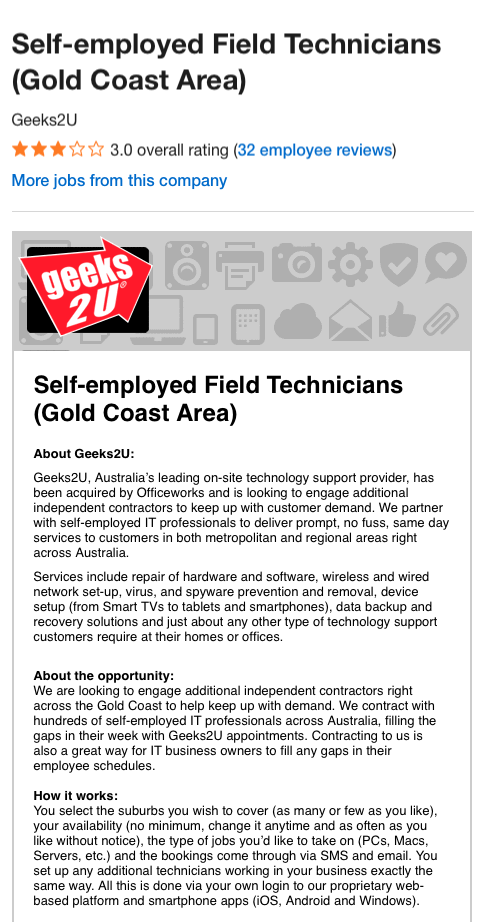 Self-employed Field Technicians
(Gold Coast Area)
Geeks2U
3.0 overall rating (32 employee reviews)
More jobs from this company
geeks
2U®
Self-employed Field Technicians
(Gold Coast Area)
About Geeks2U:
Geeks2U, Australia's leading on-site technology support provider, has
been acquired by Officeworks and is looking to engage additional
independent contractors to keep up with customer demand. We partner
with self-employed IT professionals to deliver prompt, no fuss, same day
services to customers in both metropolitan and regional areas right
across Australia.
Services include repair of hardware and software, wireless and wired
network set-up, virus, and spyware prevention and removal, device
setup (from Smart TVs to tablets and smartphones), data backup and
recovery solutions and just about any other type of technology support
customers require at their homes or offices.
About the opportunity:
We are looking to engage additional independent contractors right
across the Gold Coast to help keep up with demand. We contract with
hundreds of self-employed IT professionals across Australia, filling the
gaps in their week with Geeks2U appointments. Contracting to us is
also a great way for IT business owners to fill any gaps in their
employee schedules.
How it works:
You select the suburbs you wish to cover (as many or few as you like),
your availability (no minimum, change it anytime and as often as you
like without notice), the type of jobs you'd like to take on (PCs, Macs,
Servers, etc.) and the bookings come through via SMS and email. You
set up any additional technicians working in your business exactly the
same way. All this is done via your own login to our proprietary web-
based platform and smartphone apps (iOS, Android and Windows).